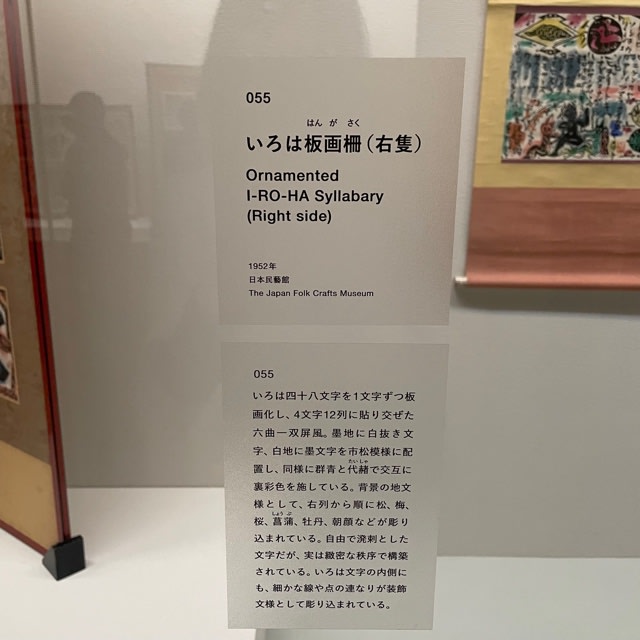 055
はんがさく
いろは板画柵（右隻）
Ornamented
I-RO-HA Syllabary
(Right side)
1952年
日本民藝館
The Japan Folk Crafts Museum
055
いろは四十八文字を1文字ずつ板
画化し、4文字12列に貼り交ぜた
六曲一双屏風。墨地に白抜き文
字、白地に墨文字を市松模様に配
たいしゃ
置し、同様に群青と代赭で交互に
裏彩色を施している。背景の地文
様として、右列から順に松、梅、
しょうぶ
桜、菖蒲、牡丹、朝顔などが彫り
込まれている。自由で溌剌とした
文字だが、実は緻密な秩序で構築
されている。いろは文字の内側に
も、細かな線や点の連なりが装飾
文様として彫り込まれている。